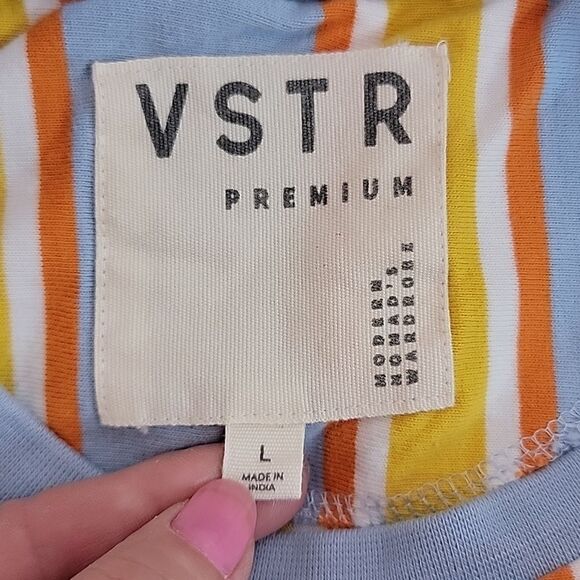 VSTR
PREMIUM
MODERN
NOMAD'S
WARDROBE
L
MADE IN
INDIA